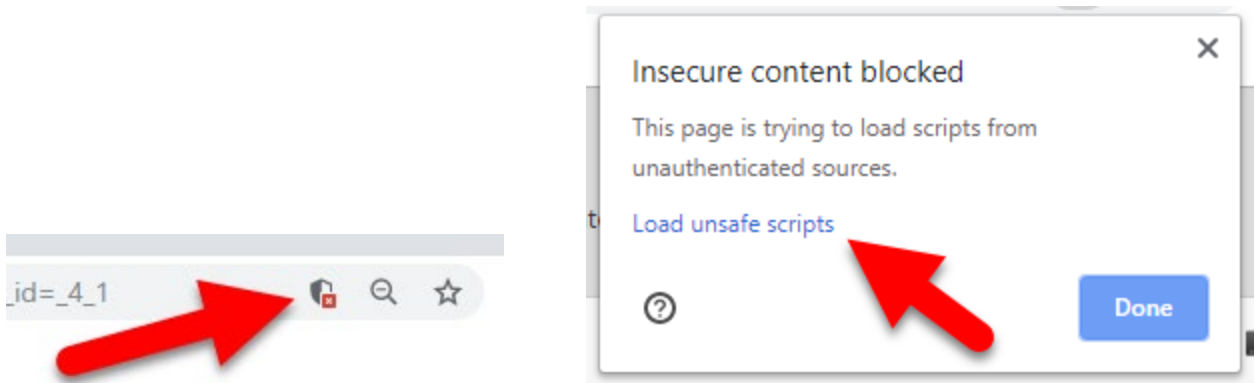 _id=_4_1
Insecure content blocked
This page is trying to load scripts from
unauthenticated sources.
Load unsafe scripts
Done